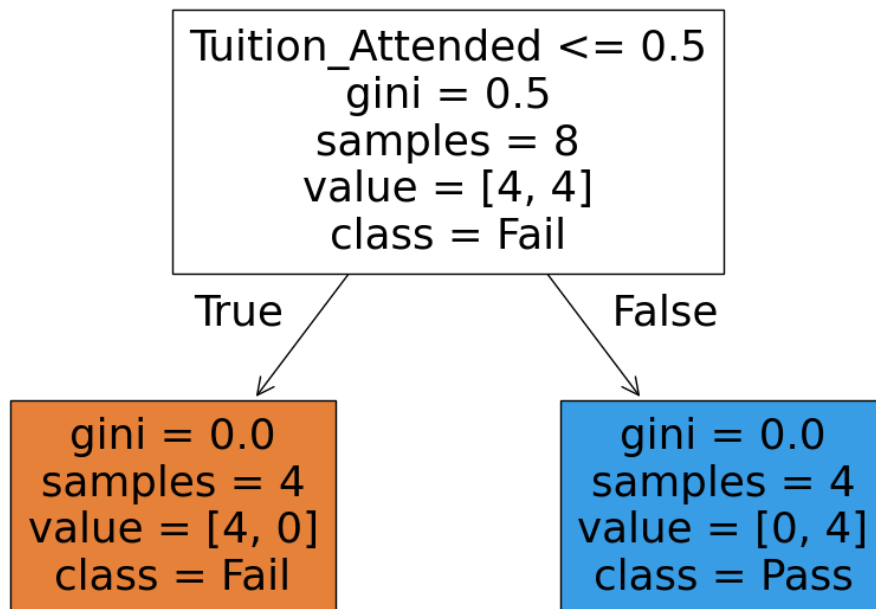 Tuition_Attended <= 0.5
gini = 0.5
samples = 8
value = [4, 4]
class = Fail
True
False
gini = 0.0
samples = 4
value = [4, 0]
class = Fail
gini = 0.0
samples = 4
value = [0, 4]
class = Pass